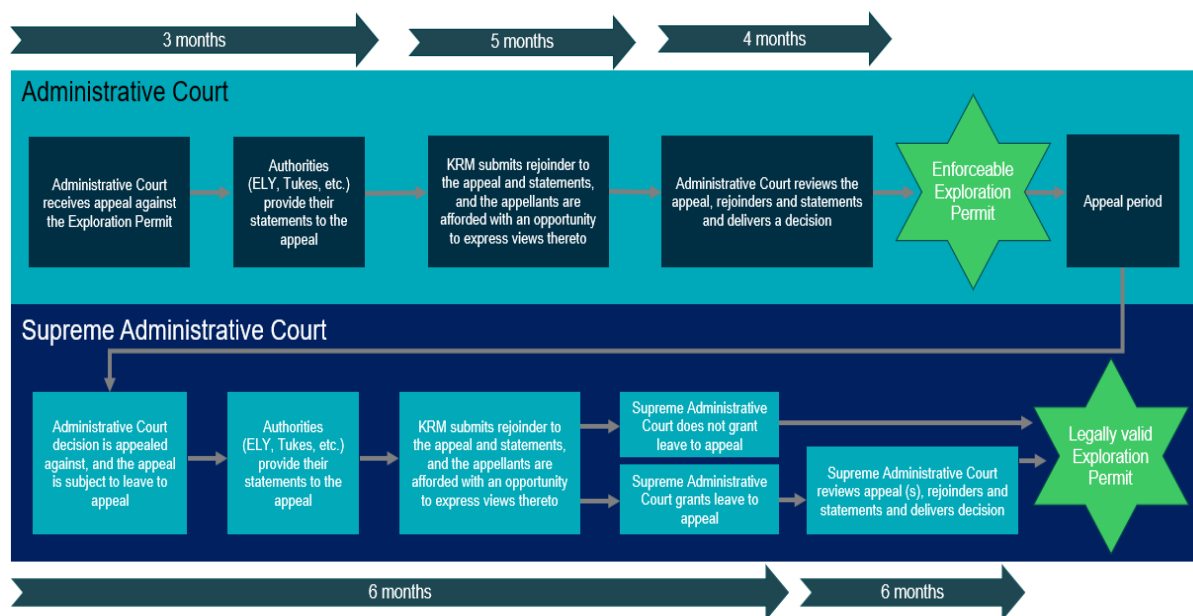 3 months
5 months
4 months
Administrative Court
Administrative Court
receives appeal against
the Exploration Permit
Authorities
(ELY, Tukes, etc.)
provide their
statements to the
appeal
KRM submits rejoinder to
the appeal and statements,
and the appellants are
afforded with an opportunity
to express views thereto
Administrative Court reviews the
appeal, rejoinders and statements
and delivers a decision
Enforceable
Exploration
Permit
Appeal period
Supreme Administrative Court
Administrative Court
decision is appealed
against, and the appeal
is subject to leave to
appeal
Authorities
(ELY, Tukes, etc.)
provide their
statements to the
appeal
KRM submits rejoinder to
the appeal and statements,
and the appellants are
afforded with an opportunity
to express views thereto
Supreme Administrative
Court does not grant
leave to appeal
Supreme Administrative
Court grants leave to
appeal
Supreme Administrative Court
reviews appeal (s), rejoinders and
statements and delivers decision
Legally valid
Exploration
Permit
6 months
6 months